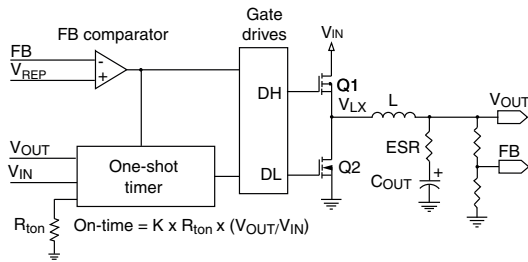 FB comparator
Gate
drives
VIN
FB
-
VREP
+
DH
Q1
VLX
L
VOUT
ESR
FB
VOUT
One-shot
timer
DL
Q2
COUT
+
VIN
Rton
On-time = K x Rton x (VOUT/VIN)